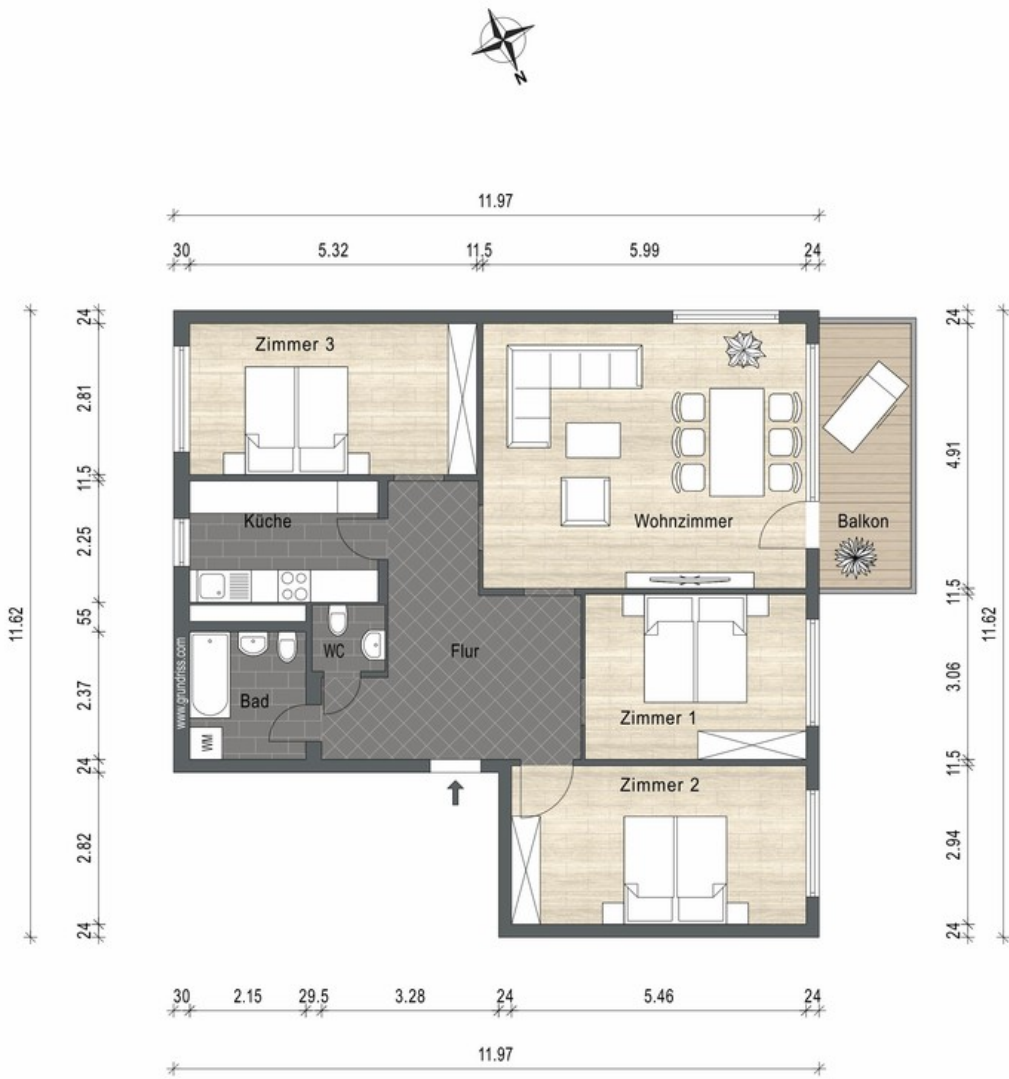 N
11.97
30 5.32 11.5 5.99 24
24
2.81
11.5
2.25
55
2.37
24
2.82
24
11.62
24
4.91
11.5
3.06
11.5
2.94
24
11.62
Zimmer 3
Küche
Wohnzimmer
Balkon
WC
Flur
Bad
WM
www.grundriss.com
Zimmer 1
Zimmer 2
30 2.15 29.5 3.28 24 5.46 24
11.97